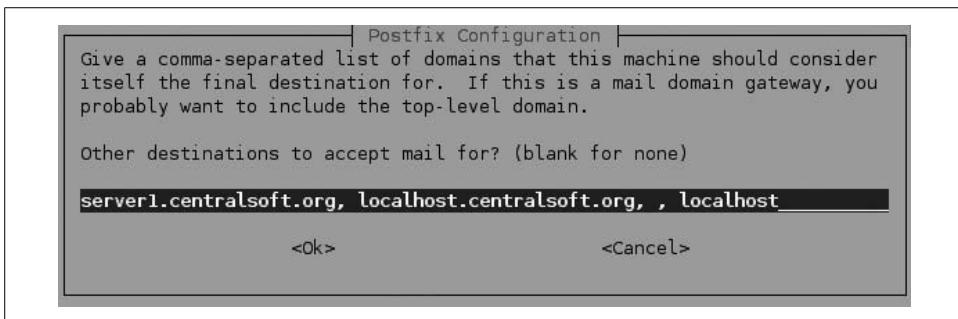 Postfix Configuration
Give a comma-separated list of domains that this machine should consider
itself the final destination for.  If this is a mail domain gateway, you
probably want to include the top-level domain.
Other destinations to accept mail for? (blank for none)
server1.centralsoft.org, localhost.centralsoft.org, , localhost
<Ok> <Cancel>